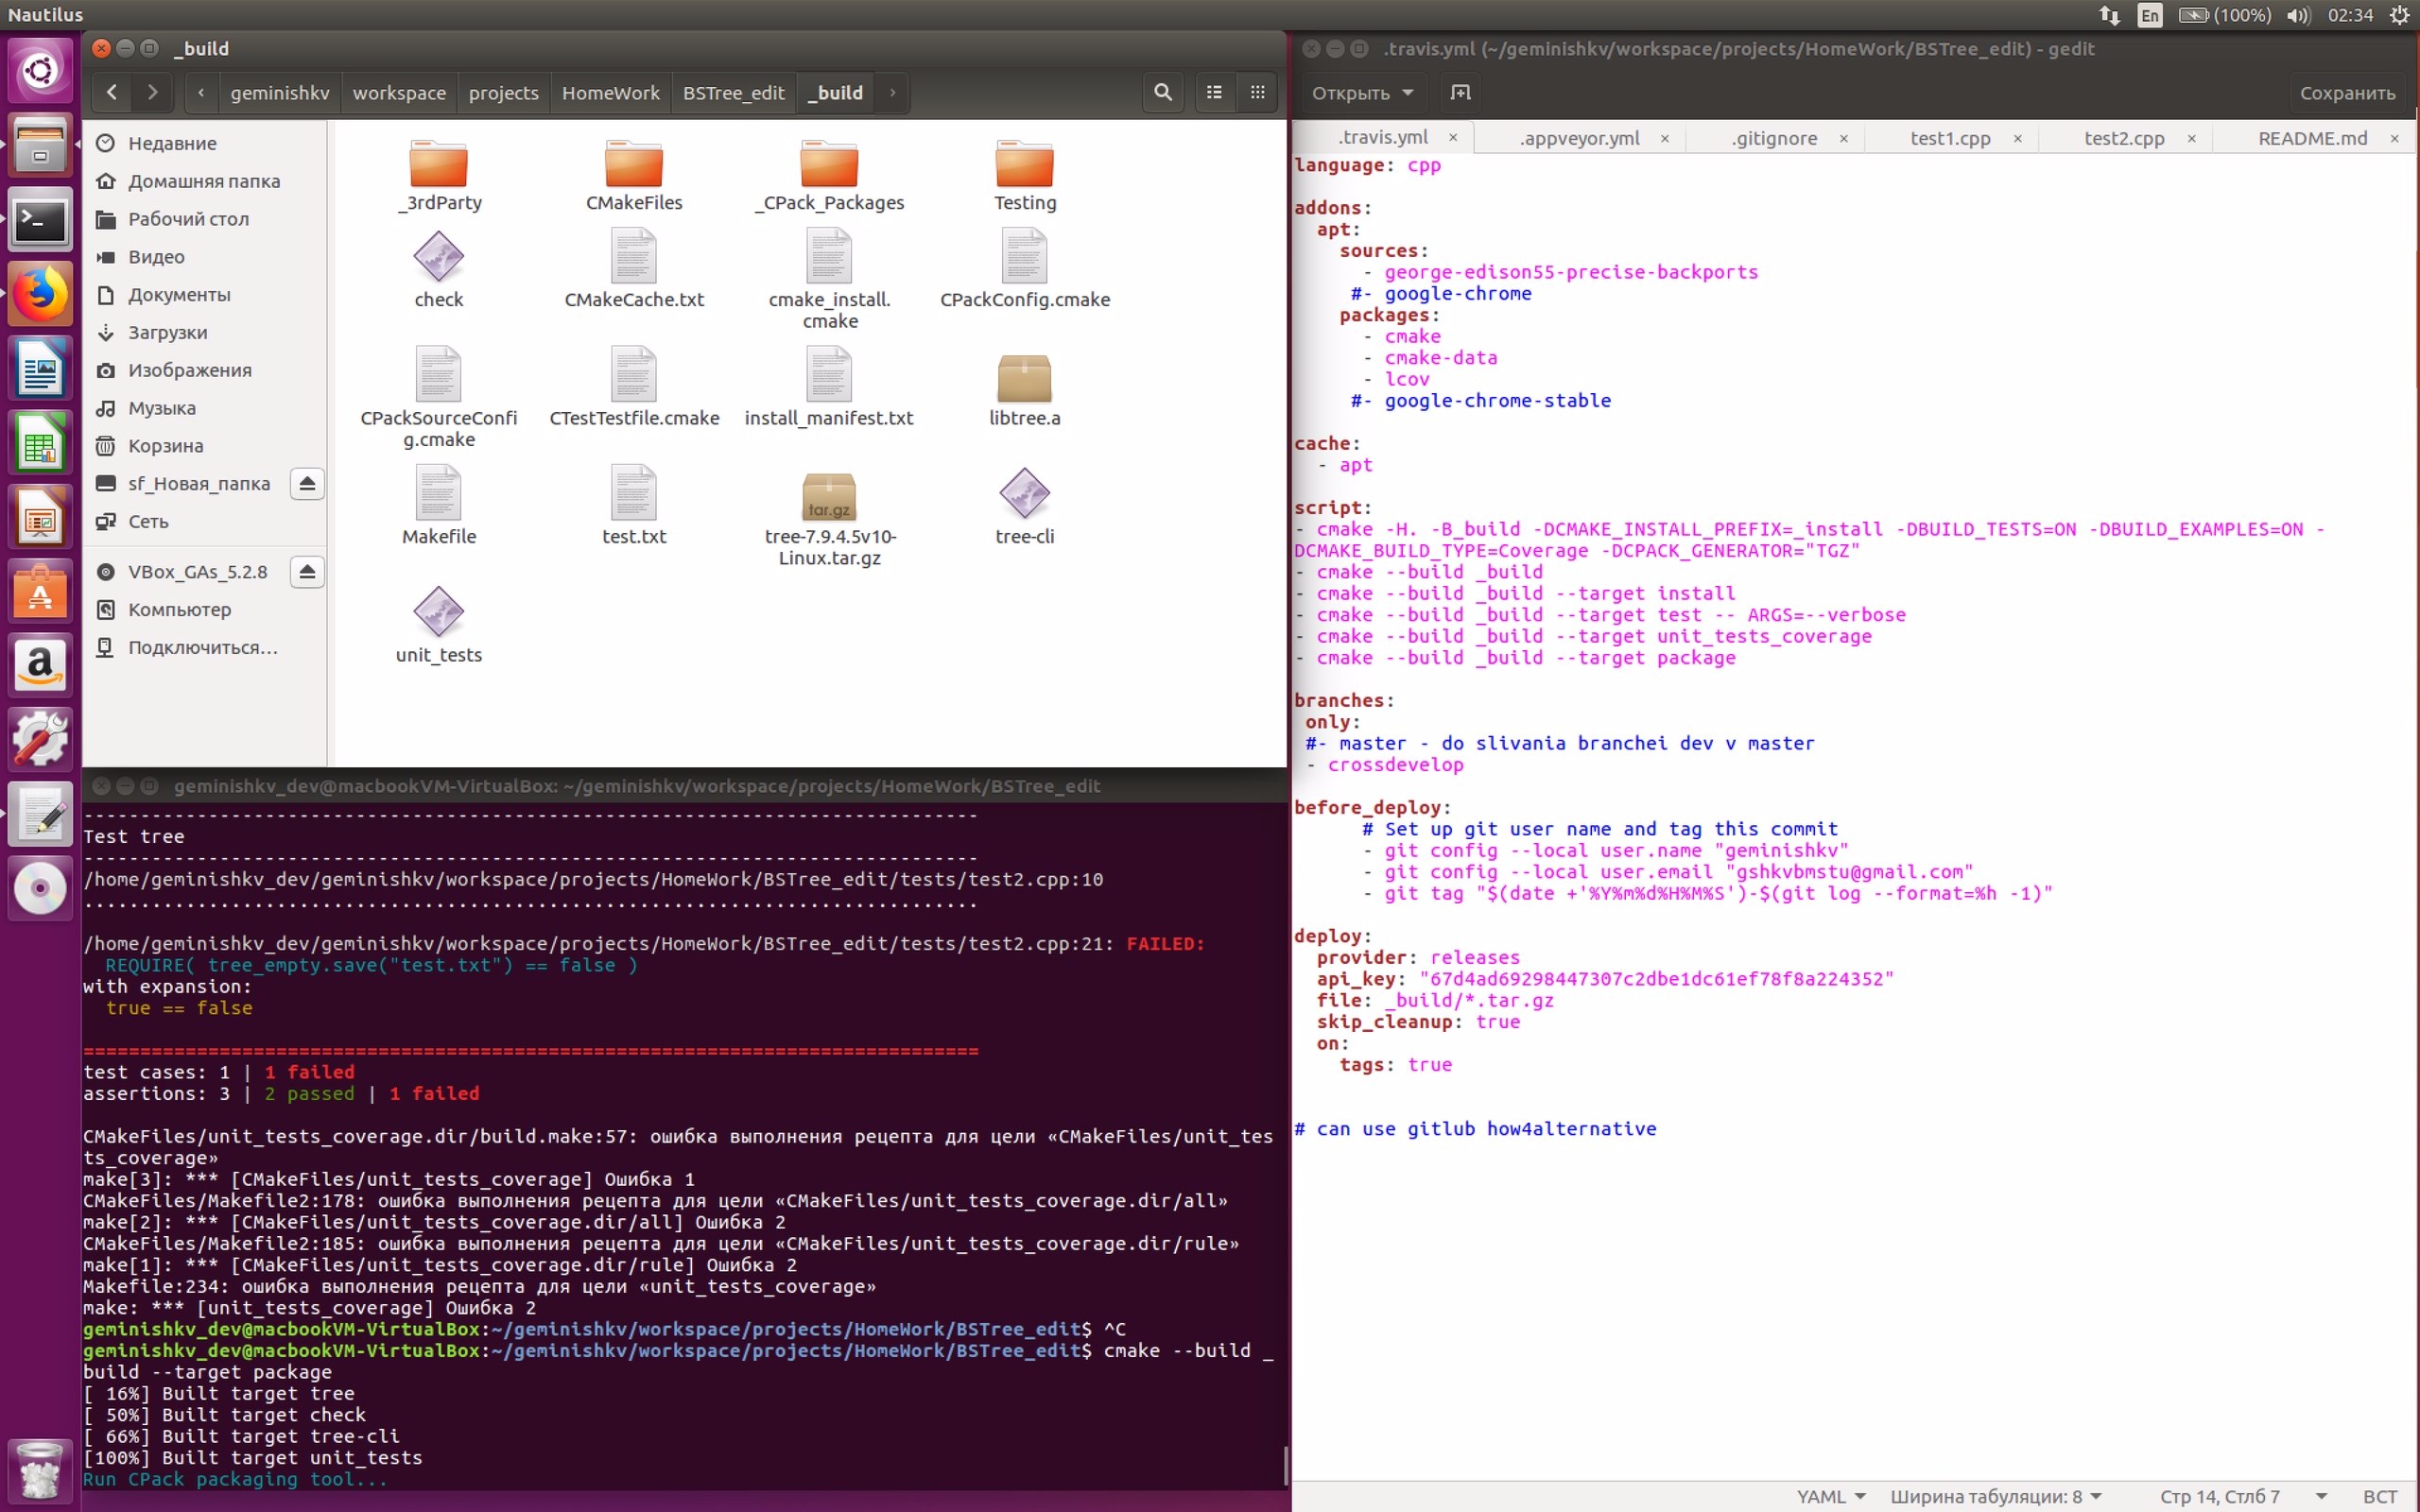 Nautilus
En
(100%)
02:34
_build
geminishkv
workspace
projects
HomeWork
BSTree_edit
_build
Недавние
Домашняя папка
Рабочий стол
Видео
Документы
Загрузки
Изображения
Музыка
Корзина
sf_Новая_папка
Сеть
VBox_GAs_5.2.8
Компьютер
Подключиться…
_3rdParty
CMakeFiles
_CPack_Packages
Testing
check
CMakeCache.txt
cmake_install.
cmake
CPackConfig.cmake
CPackSourceConfi
g.cmake
CTestTestfile.cmake
install_manifest.txt
libtree.a
Makefile
test.txt
tar.gz
tree-7.9.4.5v10-
Linux.tar.gz
tree-cli
unit_tests
geminishkv_dev@macbookVM-VirtualBox: ~/geminishkv/workspace/projects/HomeWork/BSTree_edit
-------------------------------------------------------------------------------
Test tree
-------------------------------------------------------------------------------
/home/geminishkv_dev/geminishkv/workspace/projects/HomeWork/BSTree_edit/tests/test2.cpp:10
...............................................................................
/home/geminishkv_dev/geminishkv/workspace/projects/HomeWork/BSTree_edit/tests/test2.cpp:21: FAILED:
  REQUIRE( tree_empty.save("test.txt") == false )
with expansion:
  true == false
===============================================================================
test cases: 1 | 1 failed
assertions: 3 | 2 passed | 1 failed
CMakeFiles/unit_tests_coverage.dir/build.make:57: ошибка выполнения рецепта для цели «CMakeFiles/unit_tes
ts_coverage»
make[3]: *** [CMakeFiles/unit_tests_coverage] Ошибка 1
CMakeFiles/Makefile2:178: ошибка выполнения рецепта для цели «CMakeFiles/unit_tests_coverage.dir/all»
make[2]: *** [CMakeFiles/unit_tests_coverage.dir/all] Ошибка 2
CMakeFiles/Makefile2:185: ошибка выполнения рецепта для цели «CMakeFiles/unit_tests_coverage.dir/rule»
make[1]: *** [CMakeFiles/unit_tests_coverage.dir/rule] Ошибка 2
Makefile:234: ошибка выполнения рецепта для цели «unit_tests_coverage»
make: *** [unit_tests_coverage] Ошибка 2
geminishkv_dev@macbookVM-VirtualBox:~/geminishkv/workspace/projects/HomeWork/BSTree_edit$ ^C
geminishkv_dev@macbookVM-VirtualBox:~/geminishkv/workspace/projects/HomeWork/BSTree_edit$ cmake --build _
build --target package
[ 16%] Built target tree
[ 50%] Built target check
[ 66%] Built target tree-cli
[100%] Built target unit_tests
Run CPack packaging tool...
.travis.yml (~/geminishkv/workspace/projects/HomeWork/BSTree_edit) - gedit
Открыть
Сохранить
.travis.yml
.appveyor.yml
.gitignore
test1.cpp
test2.cpp
README.md
language: cpp
addons:
  apt:
    sources:
      - george-edison55-precise-backports
     #- google-chrome
    packages:
      - cmake
      - cmake-data
      - lcov
     #- google-chrome-stable
cache:
  - apt
script:
- cmake -H. -B_build -DCMAKE_INSTALL_PREFIX=_install -DBUILD_TESTS=ON -DBUILD_EXAMPLES=ON -
DCMAKE_BUILD_TYPE=Coverage -DCPACK_GENERATOR="TGZ"
- cmake --build _build
- cmake --build _build --target install
- cmake --build _build --target test -- ARGS=--verbose
- cmake --build _build --target unit_tests_coverage
- cmake --build _build --target package
branches:
 only:
 #- master - do slivania branchei dev v master
 - crossdevelop
before_deploy:
      # Set up git user name and tag this commit
      - git config --local user.name "geminishkv"
      - git config --local user.email "gshkvbmstu@gmail.com"
      - git tag "$(date +'%Y%m%d%H%M%S')-$(git log --format=%h -1)"
deploy:
  provider: releases
  api_key: "67d4ad69298447307c2dbe1dc61ef78f8a224352"
  file: _build/*.tar.gz
  skip_cleanup: true
  on:
    tags: true
# can use gitlub how4alternative
YAML
Ширина табуляции: 8
Стр 14, Стлб 7
ВСТ